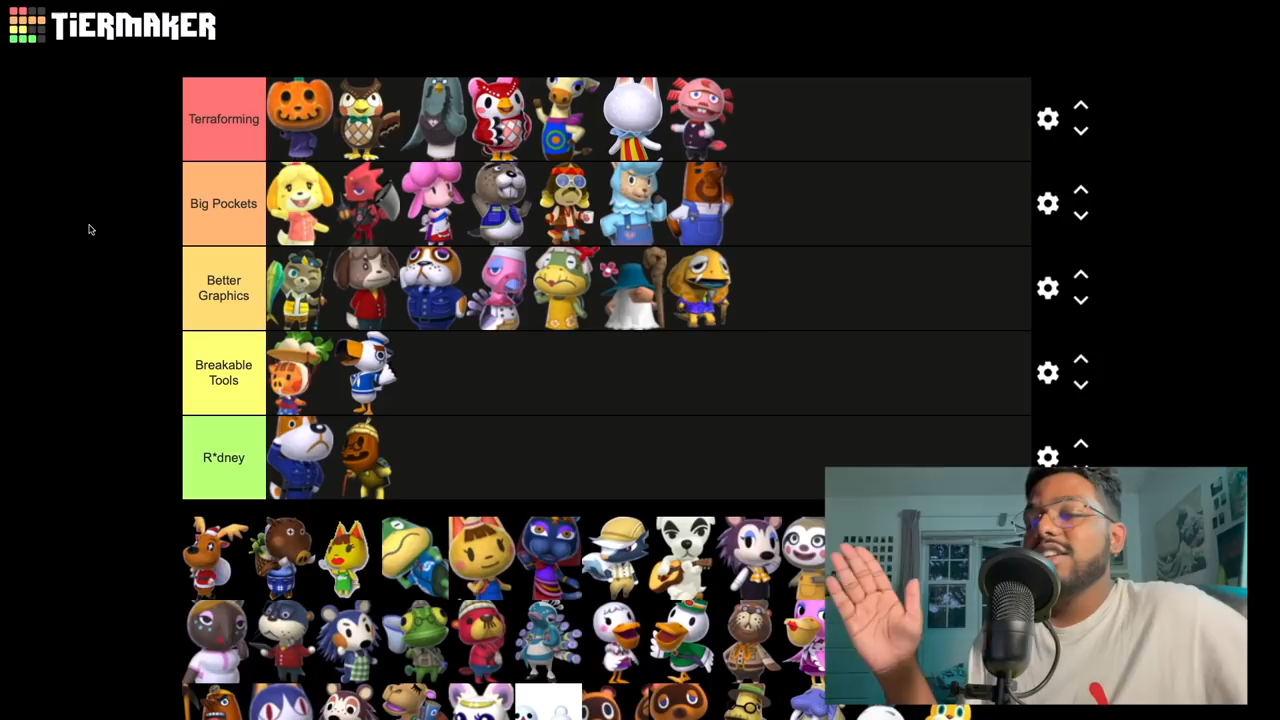 TIERMAKER
Terraforming
Big Pockets
Better
Graphics
Breakable
Tools
R*dney